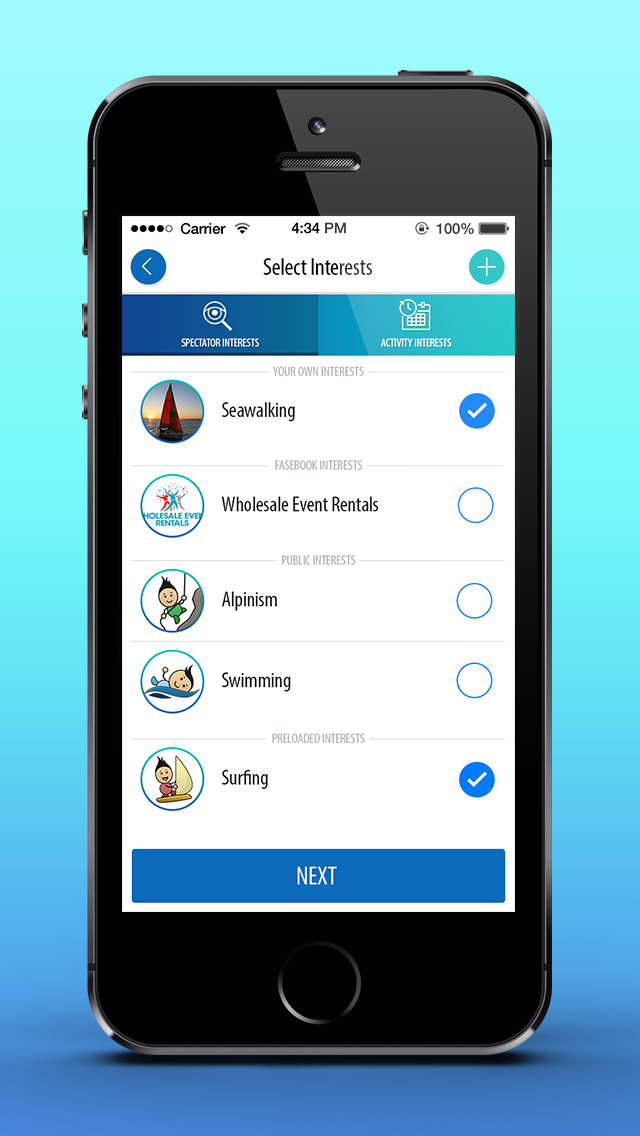 Carrier 4:34 PM 100%
Select Interests
SPECTATOR INTERESTS ACTIVITY INTERESTS
YOUR OWN INTERESTS
Seawalking
FASEBOOK INTERESTS
HOLESALE EVE
RENTALS
Wholesale Event Rentals
PUBLIC INTERESTS
Alpinism
Swimming
PRELOADED INTERESTS
Surfing
NEXT